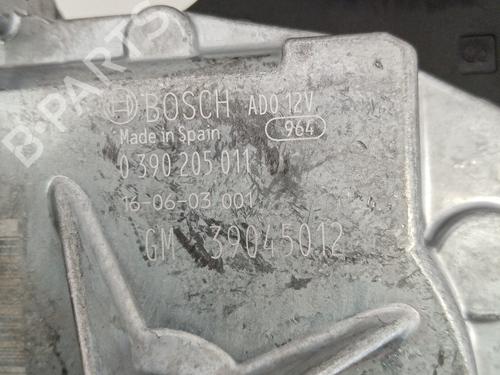 BOSCH ADO 12V
Made in Spain 964
0 390 205 011
16-06-03 001
GM 39045012
B-PARTS